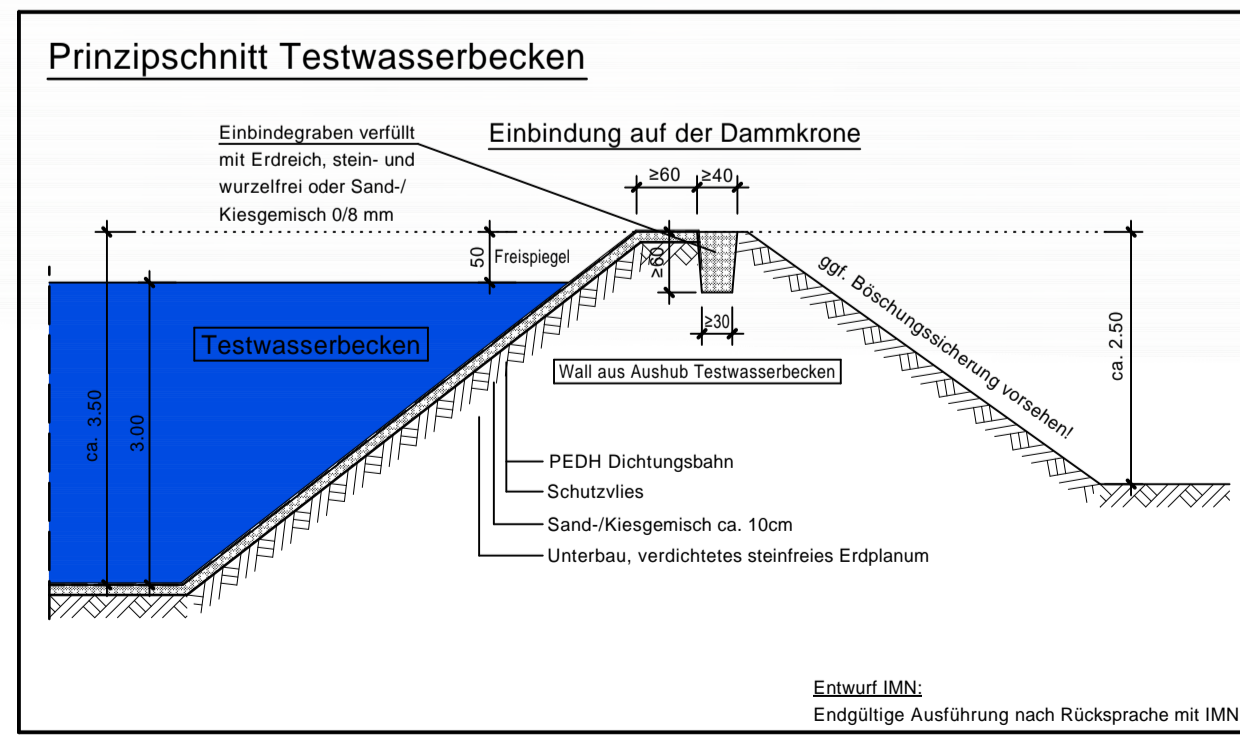 Prinzipschnitt Testwasserbecken
Einbindegraben verfüllt
mit Erdreich, stein- und
wurzelfrei oder Sand-/
Kiesgemisch 0/8 mm
Einbindung auf der Dammkrone
≥60
≥40
50
Freispiegel
≥60
≥30
ggf. Böschungssicherung vorsehen!
ca. 2.50
Testwasserbecken
Wall aus Aushub Testwasserbecken
ca. 3.50
3.00
PEDH Dichtungsbahn
Schutzvlies
Sand-/Kiesgemisch ca. 10cm
Unterbau, verdichtetes steinfreies Erdplanum
Entwurf IMN:
Endgültige Ausführung nach Rücksprache mit IMN